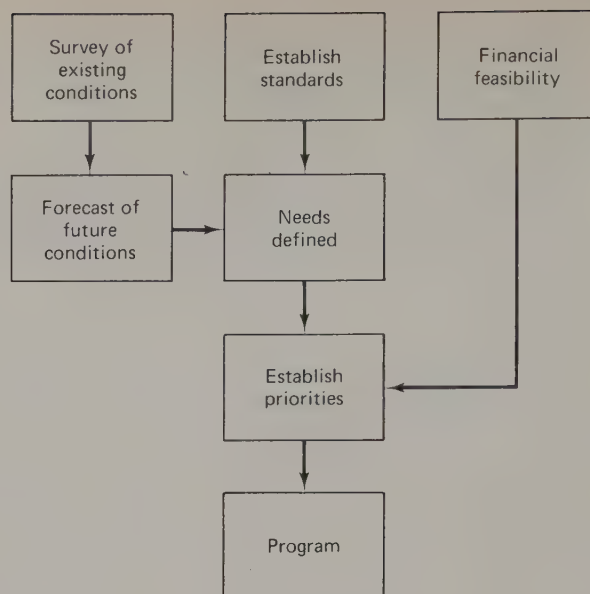 Survey of
existing
conditions
Establish
standards
Financial
feasibility
Forecast of
future
conditions
Needs
defined
Establish
priorities
Program